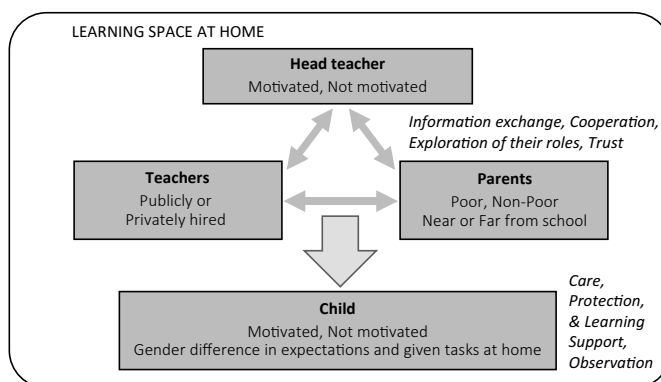 LEARNING SPACE AT HOME
Head teacher
Motivated, Not motivated
Information exchange, Cooperation,
Exploration of their roles, Trust
Teachers
Publicly or
Privately hired
Parents
Poor, Non-Poor
Near or Far from school
Child
Motivated, Not motivated
Gender difference in expectations and given tasks at home
Care,
Protection,
& Learning
Support,
Observation